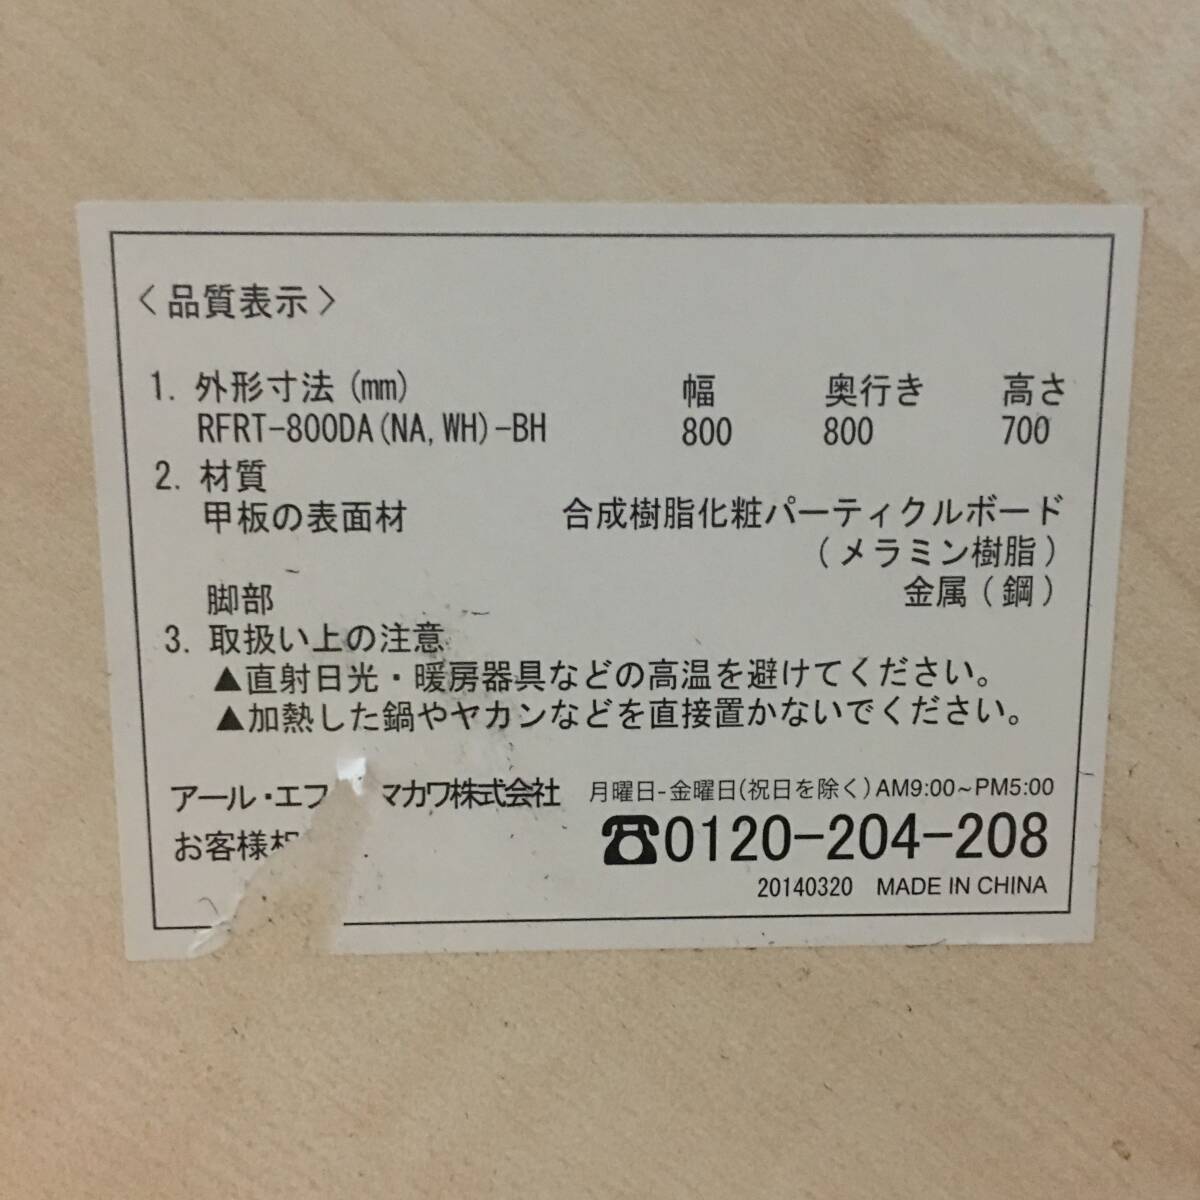 〈品質表示〉
1. 外形寸法(mm) 幅 奥行き 高さ
RFRT-800DA(NA,WH)-BH 800 800 700
2. 材質
甲板の表面材 合成樹脂化粧パーティクルボード
(メラミン樹脂)
脚部 金属(鋼)
3. 取扱い上の注意
▲直射日光・暖房器具などの高温を避けてください。
▲加熱した鍋やヤカンなどを直接置かないでください。
アール・エフ マカワ株式会社 月曜日-金曜日(祝日を除く)AM9:00~PM5:00
お客様相 ☎0120-204-208
20140320 MADE IN CHINA